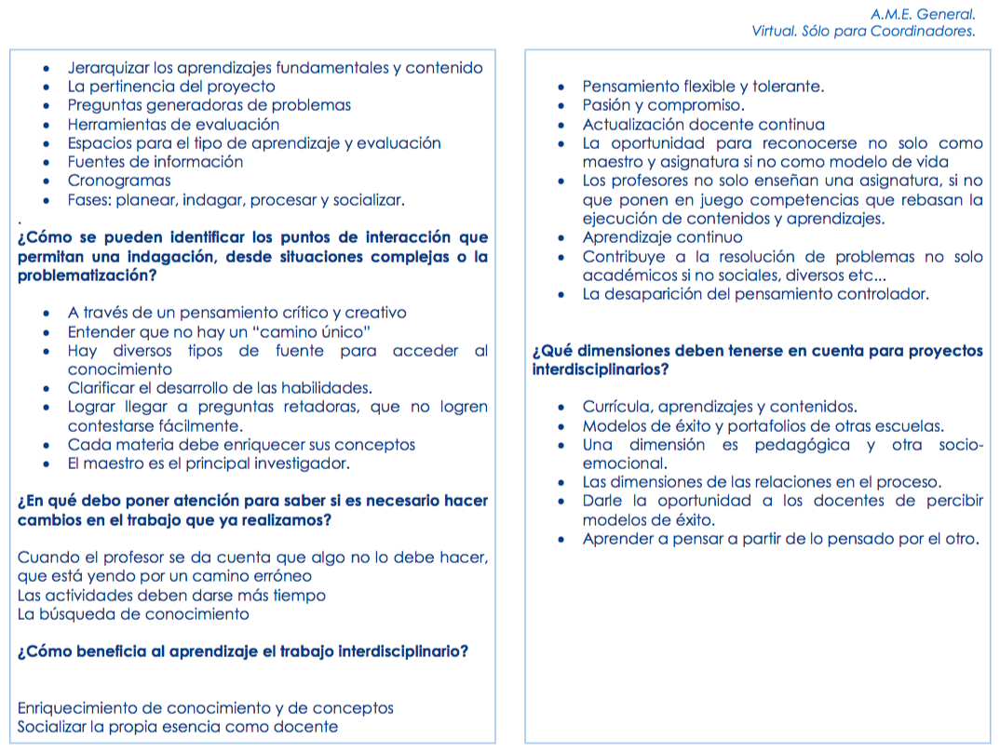 A.M.E. General.
Virtual. Sólo para Coordinadores.
• Jerarquizar los aprendizajes fundamentales y contenido
• La pertinencia del proyecto
• Preguntas generadoras de problemas
• Herramientas de evaluación
• Espacios para el tipo de aprendizaje y evaluación
• Fuentes de información
• Cronogramas
• Fases: planear, indagar, procesar y socializar.
.
¿Cómo se pueden identificar los puntos de interacción que
permitan una indagación, desde situaciones complejas o la
problematización?
• A través de un pensamiento crítico y creativo
• Entender que no hay un “camino único”
• Hay diversos tipos de fuente para acceder al
conocimiento
• Clarificar el desarrollo de las habilidades.
• Lograr llegar a preguntas retadoras, que no logren
contestarse fácilmente.
• Cada materia debe enriquecer sus conceptos
• El maestro es el principal investigador.
¿En qué debo poner atención para saber si es necesario hacer
cambios en el trabajo que ya realizamos?
Cuando el profesor se da cuenta que algo no lo debe hacer,
que está yendo por un camino erróneo
Las actividades deben darse más tiempo
La búsqueda de conocimiento
¿Cómo beneficia al aprendizaje el trabajo interdisciplinario?
Enriquecimiento de conocimiento y de conceptos
Socializar la propia esencia como docente
• Pensamiento flexible y tolerante.
• Pasión y compromiso.
• Actualización docente continua
• La oportunidad para reconocerse no solo como
maestro y asignatura si no como modelo de vida
• Los profesores no solo enseñan una asignatura, si no
que ponen en juego competencias que rebasan la
ejecución de contenidos y aprendizajes.
• Aprendizaje continuo
• Contribuye a la resolución de problemas no solo
académicos si no sociales, diversos etc...
• La desaparición del pensamiento controlador.
¿Qué dimensiones deben tenerse en cuenta para proyectos
interdisciplinarios?
• Currícula, aprendizajes y contenidos.
• Modelos de éxito y portafolios de otras escuelas.
• Una dimensión es pedagógica y otra socio-
emocional.
• Las dimensiones de las relaciones en el proceso.
• Darle la oportunidad a los docentes de percibir
modelos de éxito.
• Aprender a pensar a partir de lo pensado por el otro.